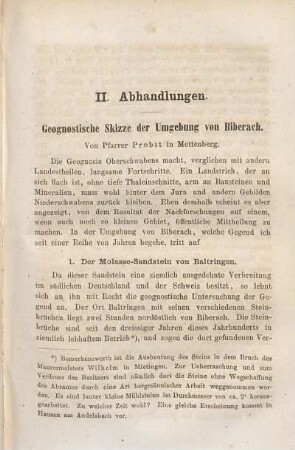 II. Abhandlungen.
Geognostische Skizze der Umgebung von Biberach.
Von Pfarrer Probst in Mettenberg.
Die Geognosie Oberschwabens macht, verglichen mit andern
Landestheilen, langsame Fortschritte. Ein Landstrich, der an
sich flach ist, ohne tiefe Thaleinschnitte, arm an Bausteinen und
Mineralien, muss wohl hinter dem Jura und andern Gebilden
Niederschwabens zurück bleiben. Eben desshalb scheint es aber
angezeigt, von dem Resultat der Nachforschungen auf einem,
wenn auch noch so kleinen Gebiet, öffentliche Mittheilung zu
machen. In der Umgebung von Biberach, welche Gegend ich
seit einer Reihe von Jahren begehe, tritt auf
1. Der Molasse-Sandstein von Baltringen.
Da dieser Sandstein eine ziemlich ausgedehnte Verbreitung
im südlichen Deutschland und der Schweiz besitzt, so lehnt
sich an ihn mit Recht die geognostische Untersuchung der Ge-
gend an. Der Ort Baltringen mit seinen verschiedenen Stein-
brüchen liegt zwei Stunden nordöstlich von Biberach. Die Stein-
brüche sind seit den dreissiger Jahren dieses Jahrhunderts in
ziemlich lebhaftem Betrieb*), und die zogen dort gefundenen Ver-
*) Bemerkenswerth ist die Ausbeutung des Steins in dem Bruch des
Maurermeisters Wilhelm in Mietingen. Zur Ueberraschung und zum
Verdruss des Besitzers sind nämlich dort die Steine ohne Wegschaffung
des Abraums durch eine Art bergmännischer Arbeit weggenommen wor-
den. Es sind lauter kleine Mühlsteine im Durchmesser von ca. 2' heraus-
gearbeitet. Zu welcher Zeit wohl? Eine gleiche Erscheinung kommt in
Hausen am Andelsbach vor.